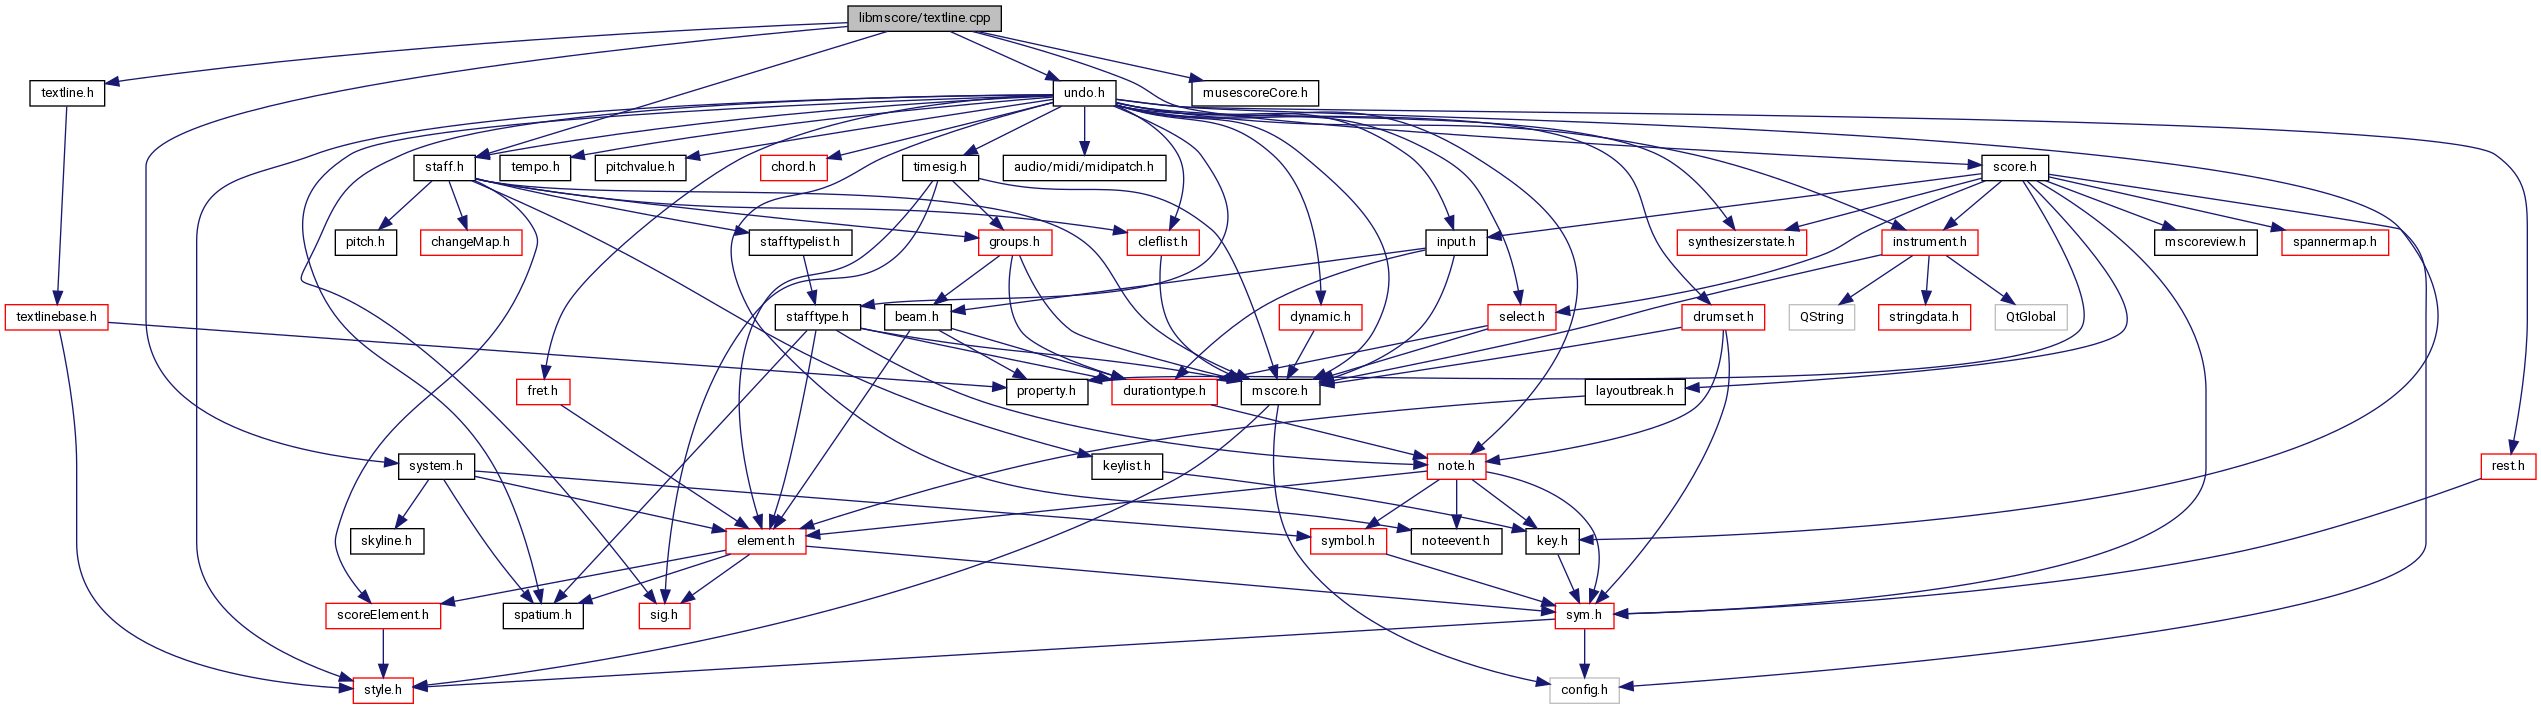 libmscore/textline.cpp
textline.h
undo.h
musescoreCore.h
staff.h
tempo.h
pitchvalue.h
chord.h
timesig.h
audio/midi/midipatch.h
score.h
pitch.h
changeMap.h
stafftypelist.h
groups.h
cleflist.h
input.h
synthesizerstate.h
instrument.h
mscoreview.h
spannermap.h
textlinebase.h
stafftype.h
beam.h
dynamic.h
select.h
drumset.h
QString
stringdata.h
QtGlobal
fret.h
property.h
durationtype.h
mscore.h
layoutbreak.h
system.h
keylist.h
note.h
rest.h
skyline.h
element.h
symbol.h
noteevent.h
key.h
scoreElement.h
spatium.h
sig.h
sym.h
style.h
config.h